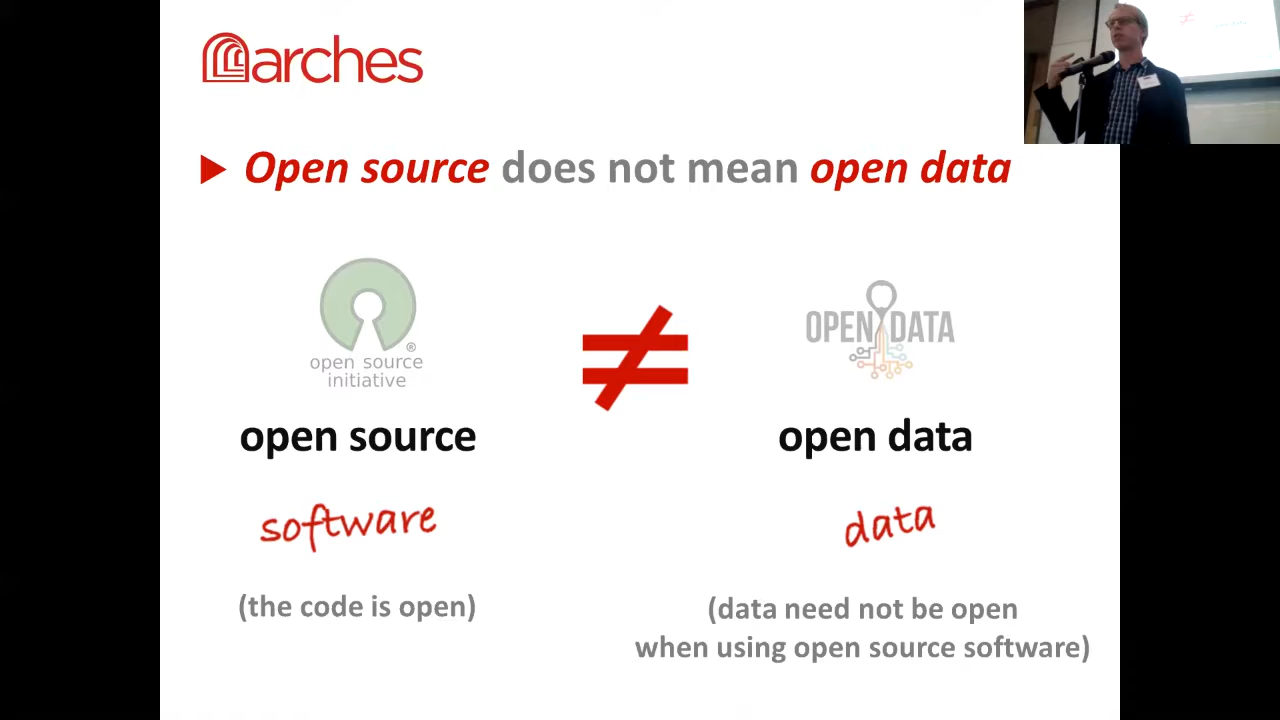 arches
Open source does not mean open data
open source
initiative
®
OPEN DATA
≠
open source
open data
software
data
(the code is open)
(data need not be open
when using open source software)